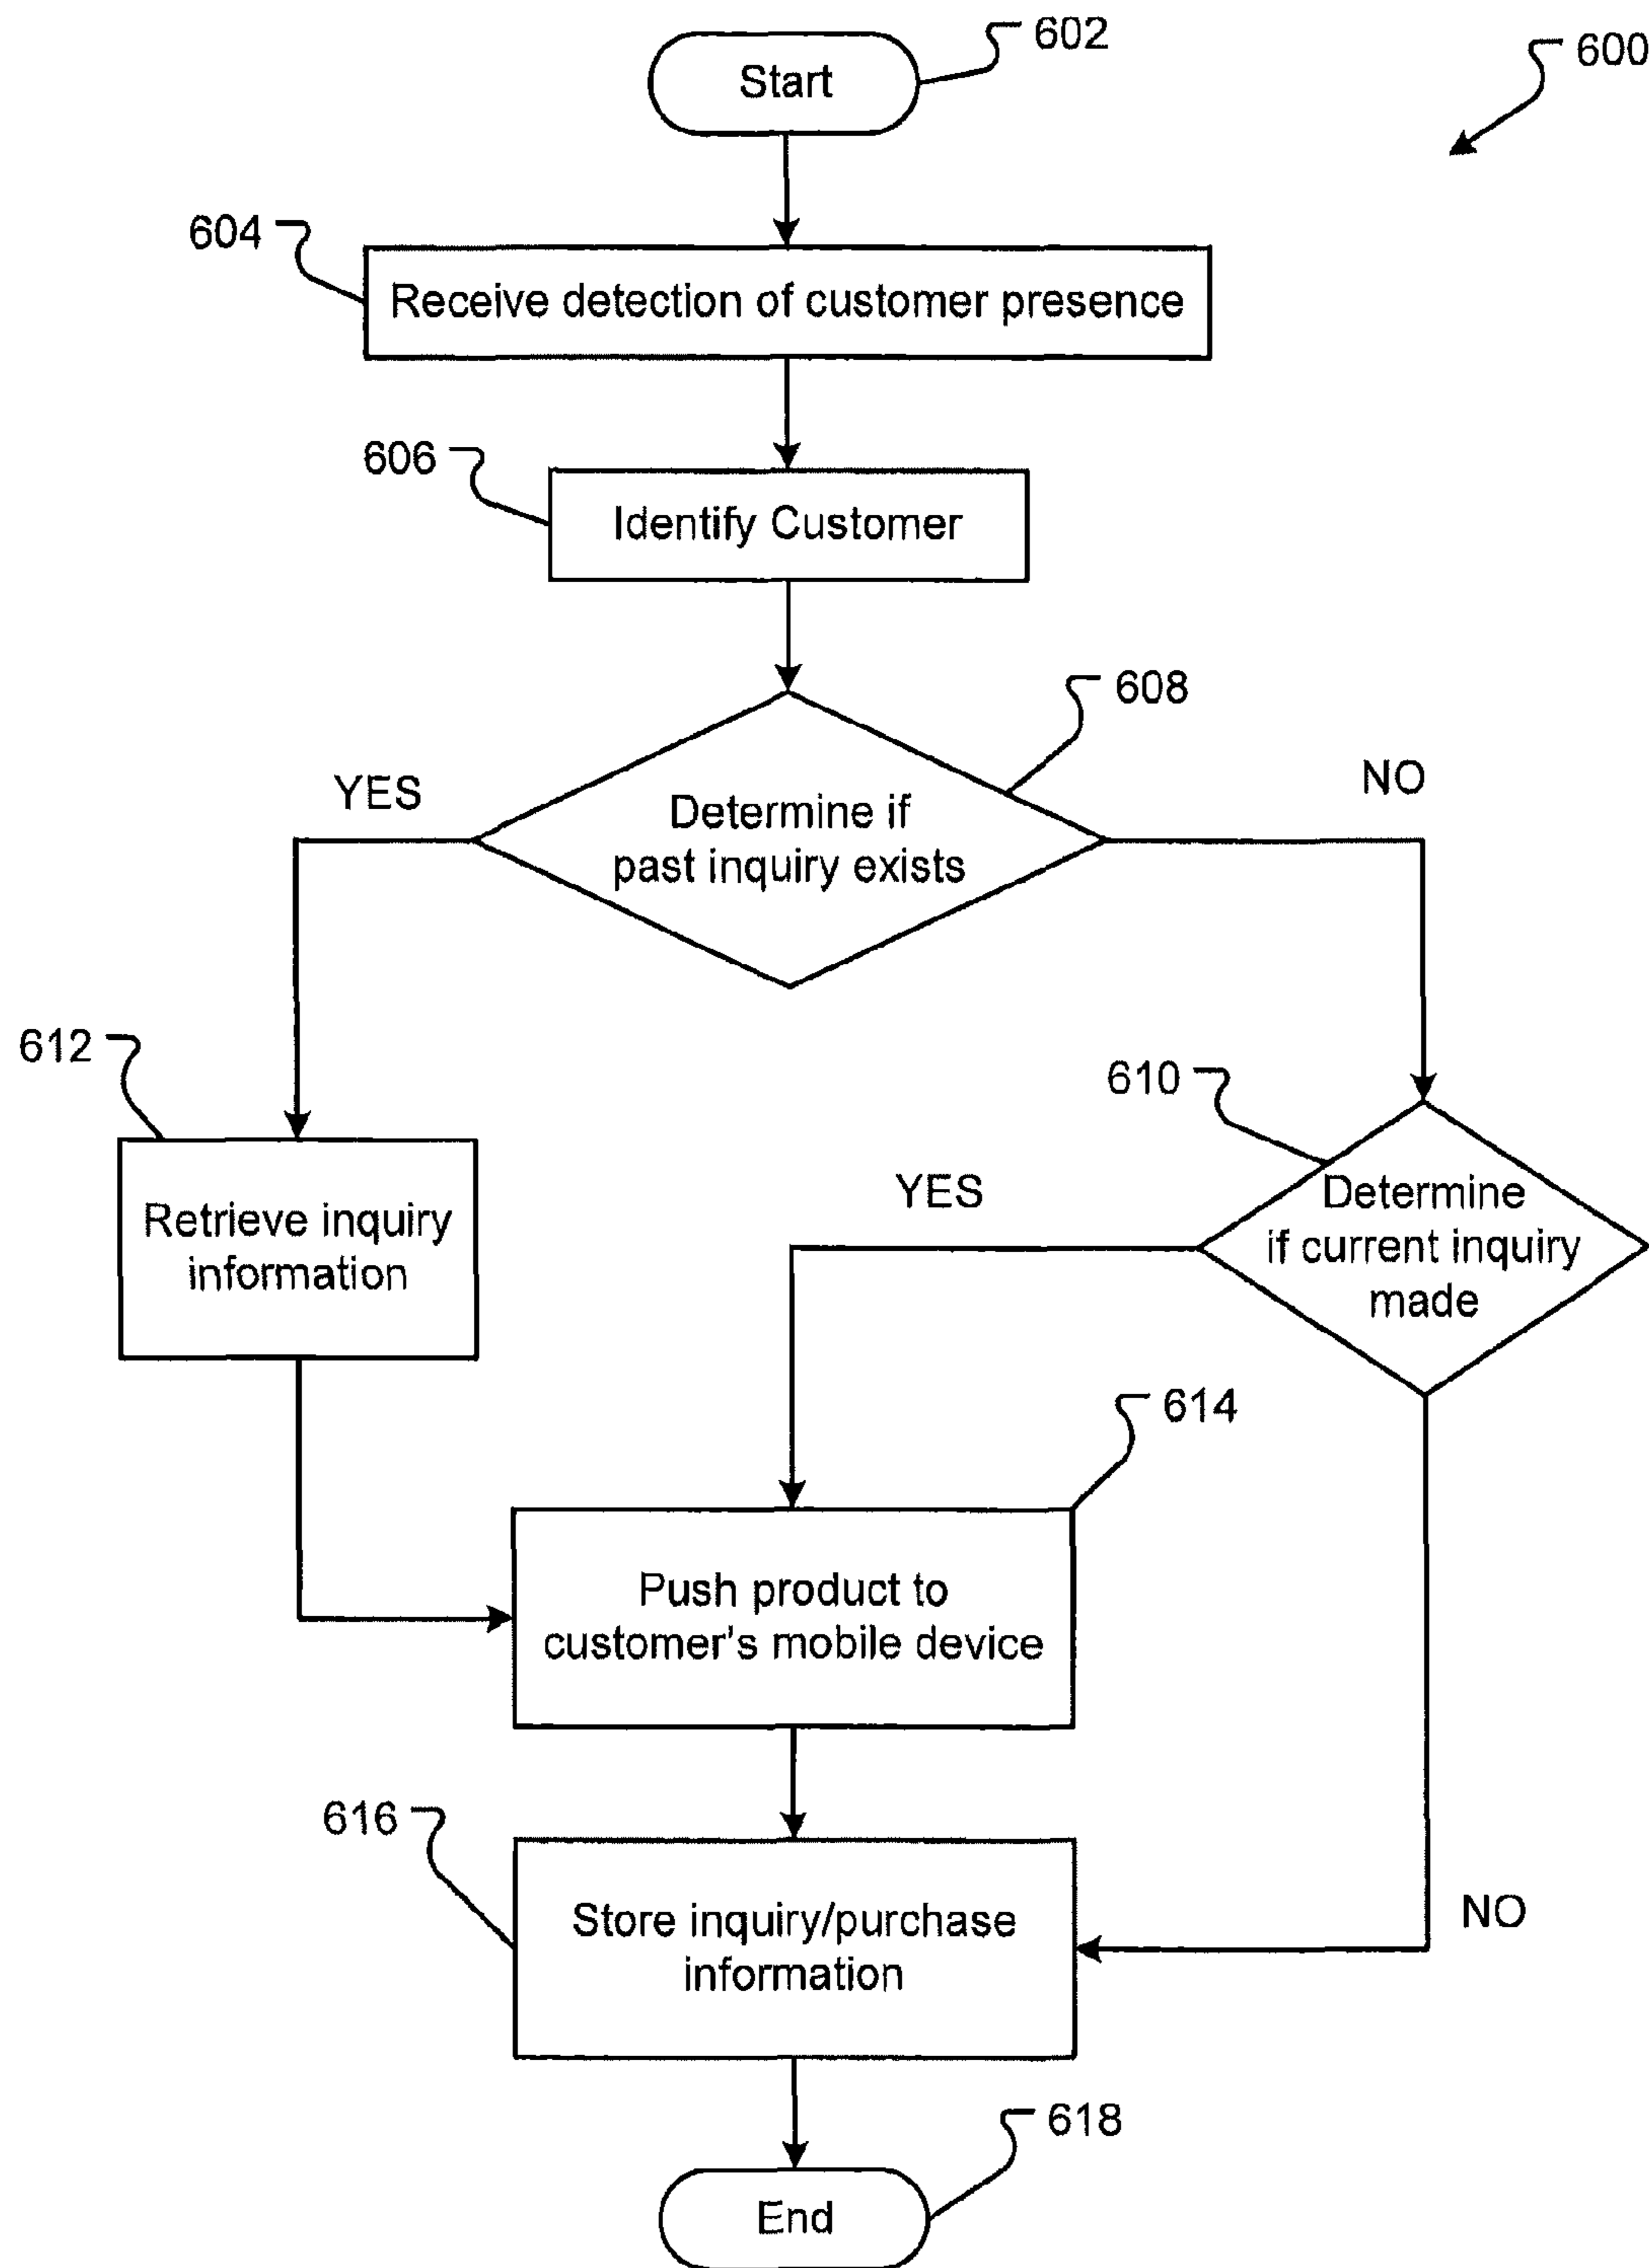 602
Start
600
604
Receive detection of customer presence
606
Identify Customer
608
YES
NO
Determine if
past inquiry exists
612
610
Retrieve inquiry
information
YES
Determine
if current inquiry
made
614
Push product to
customer's mobile device
616
Store inquiry/purchase
information
NO
618
End